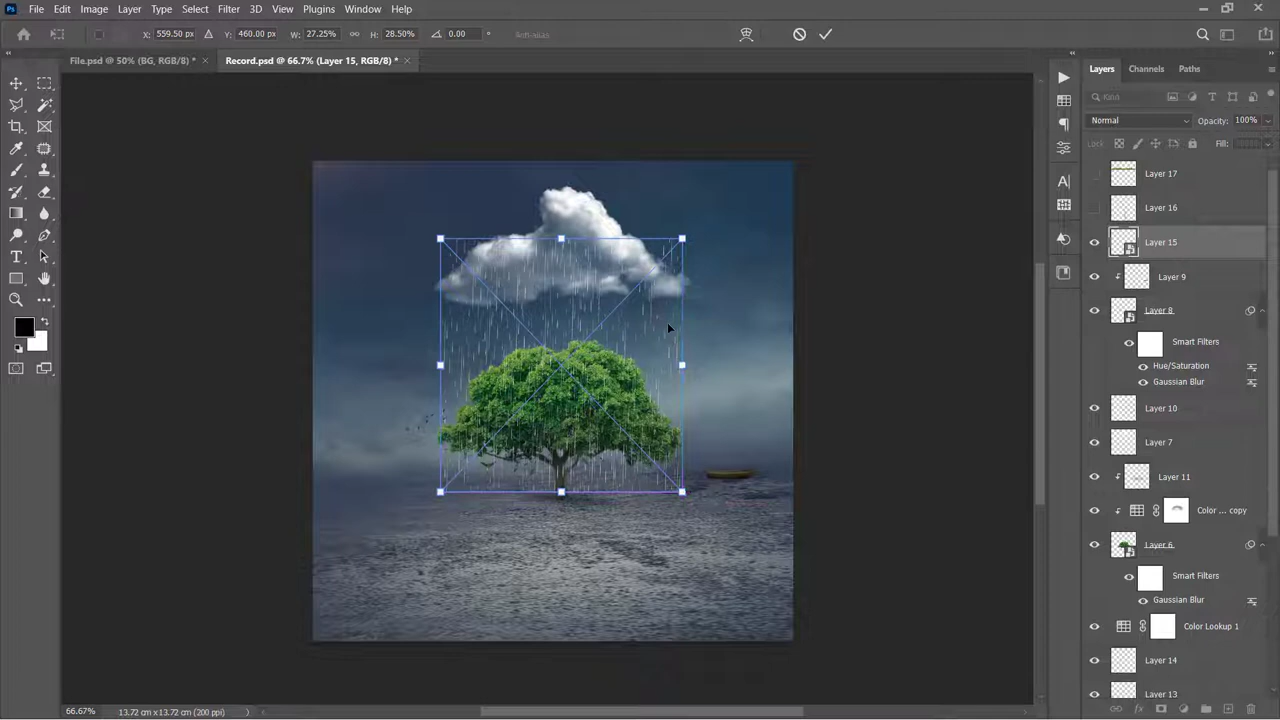 Ps File Edit Image Layer Type Select Filter 3D View Plugins Window Help
X: 559.50 px Y: 460.00 px W: 27.25% H: 28.50% 0.00 ° Anti-alias
File.psd @ 50% (BG, RGB/8) * × Record.psd @ 66.7% (Layer 15, RGB/8) * ×
Layers Channels Paths
Kind
Normal Opacity: 100%
Lock: Fill:
Layer 17
Layer 16
Layer 15
Layer 9
Layer 8
Smart Filters
Hue/Saturation
Gaussian Blur
Layer 10
Layer 7
Layer 11
Color ... copy
Layer 6
Smart Filters
Gaussian Blur
Color Lookup 1
Layer 14
Layer 13
66.67% 13.72 cm x 13.72 cm (200 ppi)